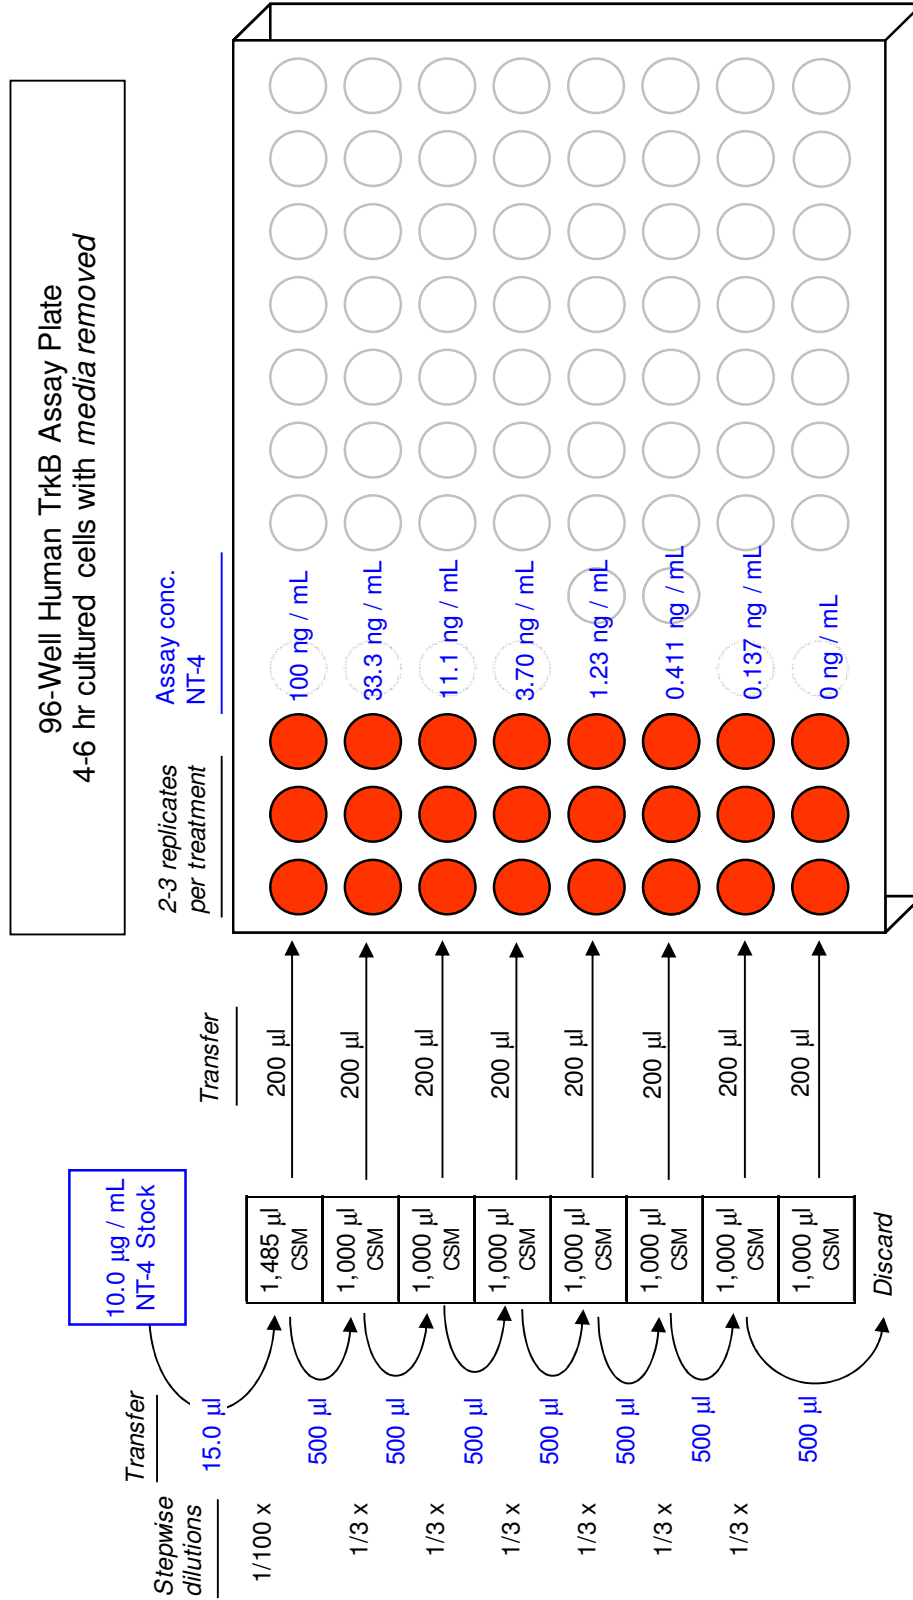 96-Well Human TrkB Assay Plate
4-6 hr cultured cells with media removed
10.0 µg / mL
NT-4 Stock
Stepwise
dilutions
Transfer
Transfer
2-3 replicates
per treatment
Assay conc.
NT-4
1/100 x
15.0 µl
1,485 µl
CSM
200 µl
100 ng / mL
1/3 x
500 µl
1,000 µl
CSM
200 µl
33.3 ng / mL
1/3 x
500 µl
1,000 µl
CSM
200 µl
11.1 ng / mL
1/3 x
500 µl
1,000 µl
CSM
200 µl
3.70 ng / mL
1/3 x
500 µl
1,000 µl
CSM
200 µl
1.23 ng / mL
1/3 x
500 µl
1,000 µl
CSM
200 µl
0.411 ng / mL
1/3 x
500 µl
1,000 µl
CSM
200 µl
0.137 ng / mL
500 µl
1,000 µl
CSM
200 µl
0 ng / mL
Discard